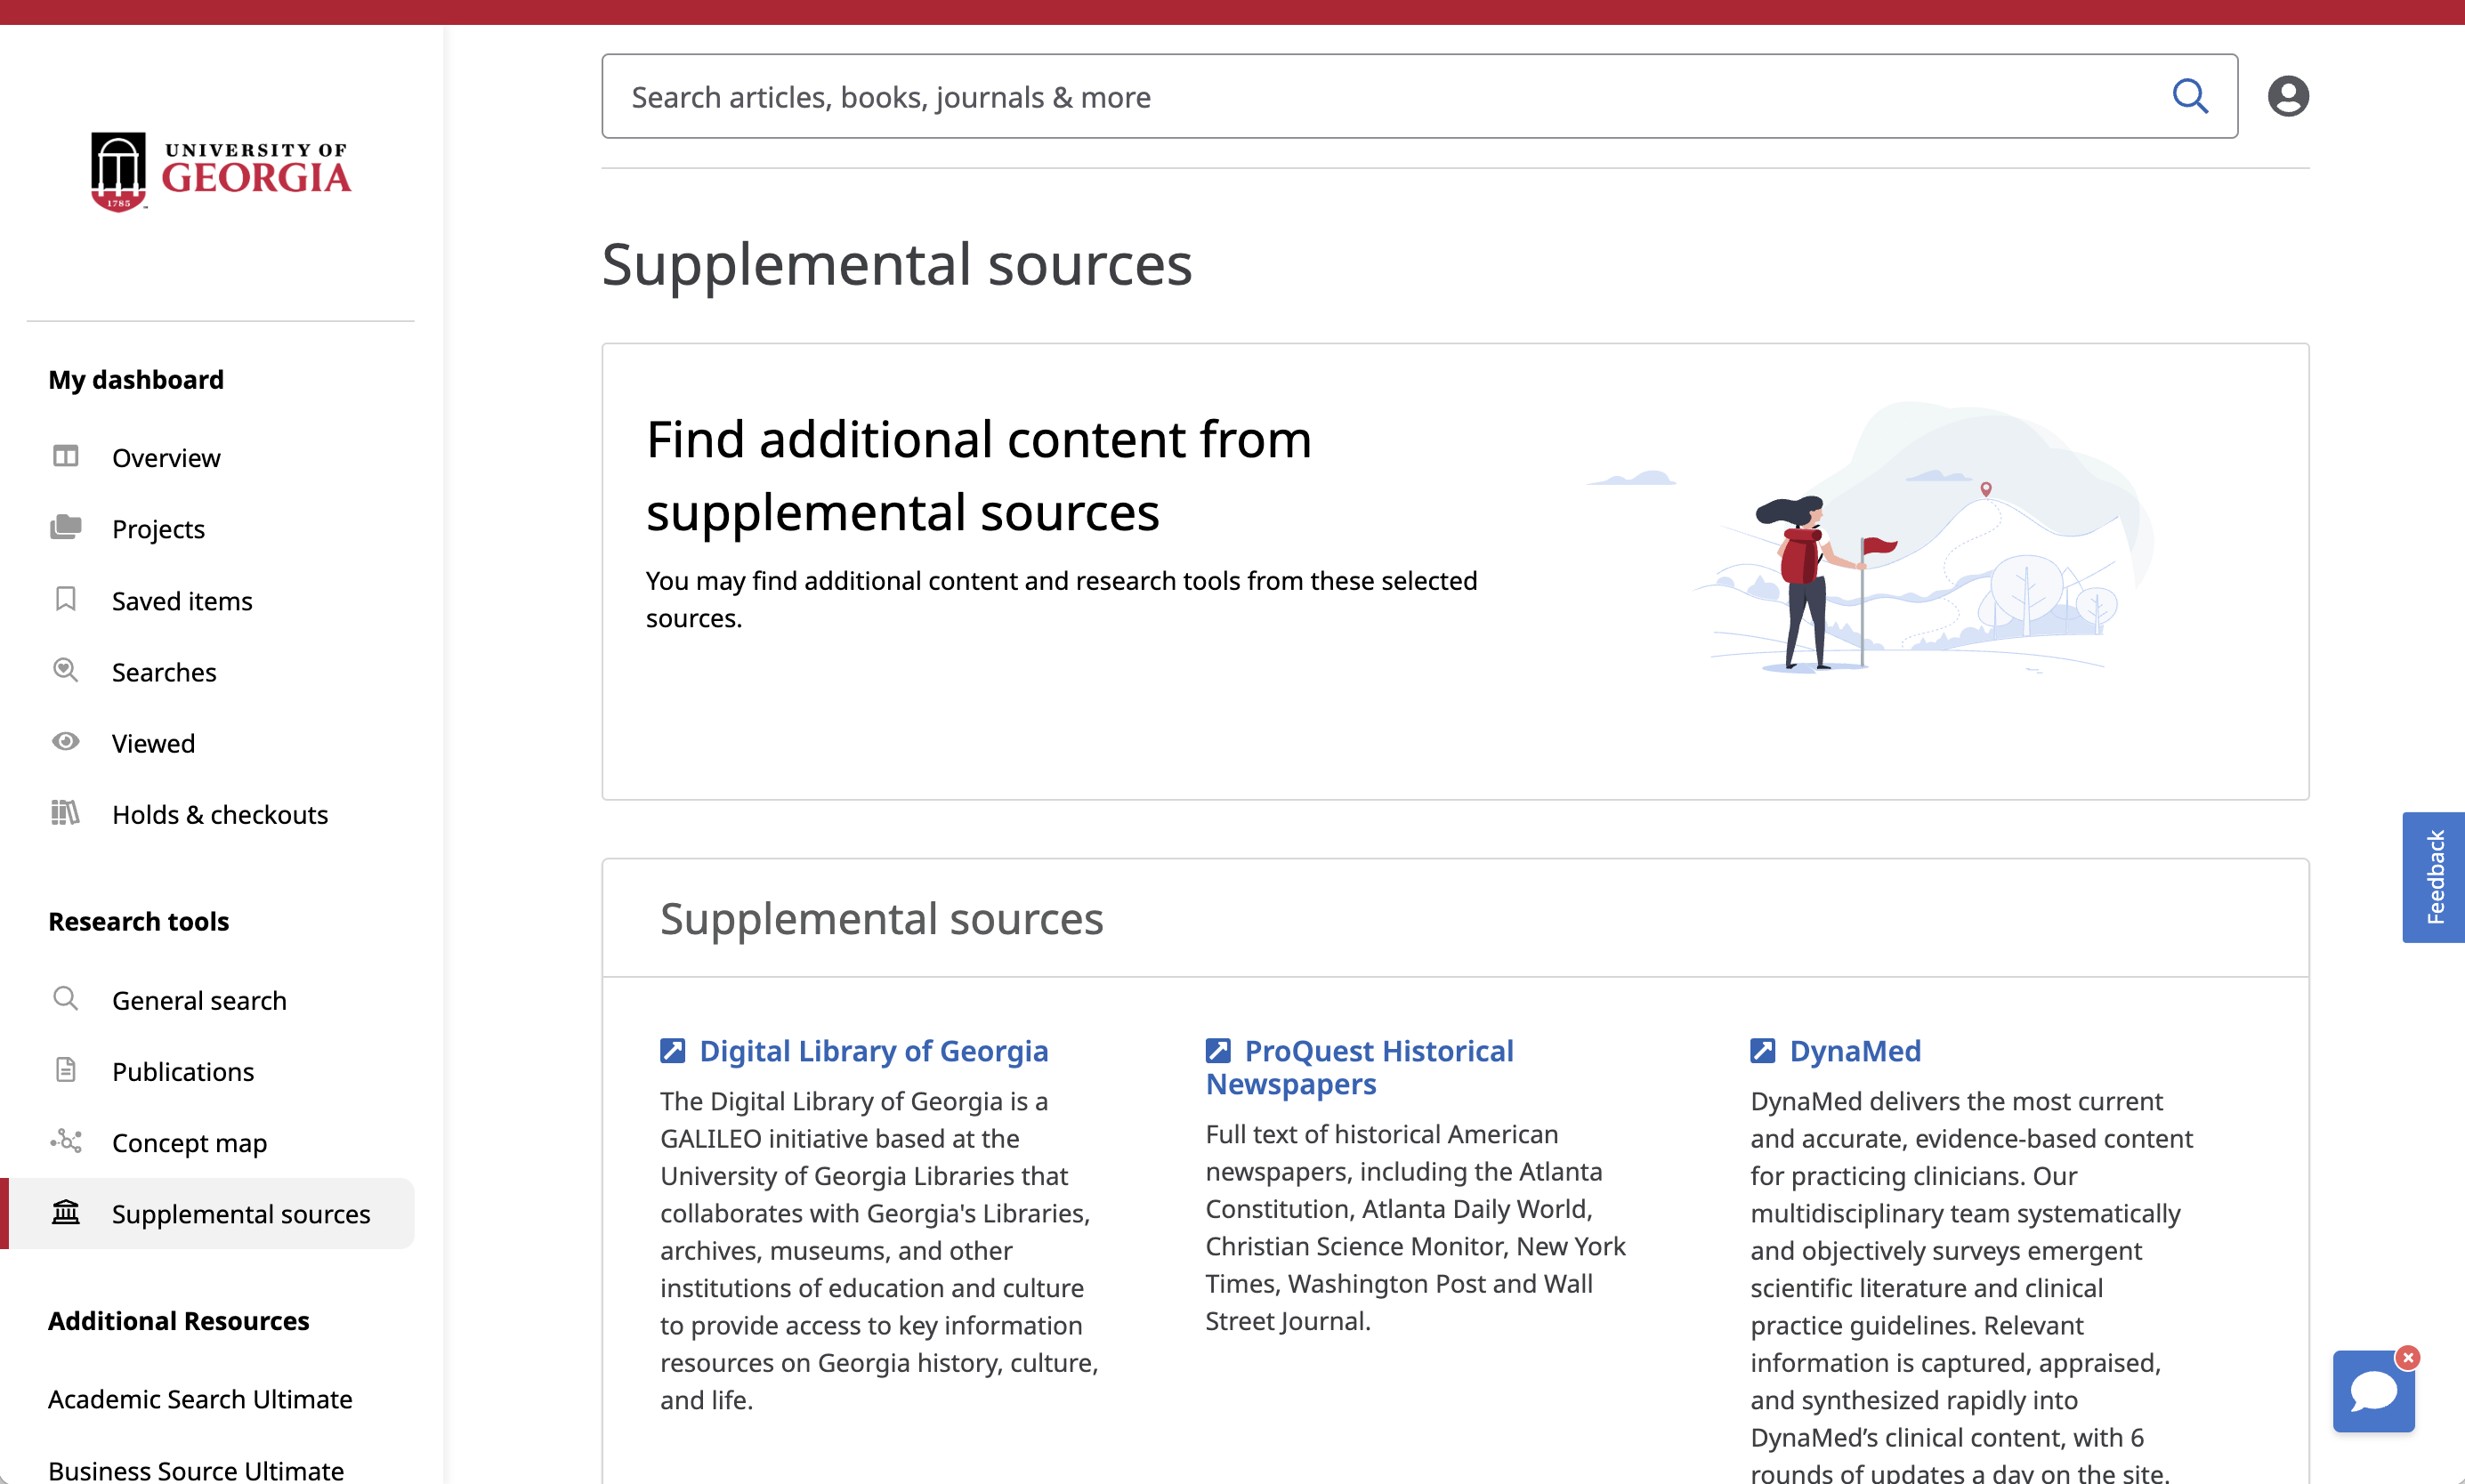 UNIVERSITY OF
GEORGIA
1785
My dashboard
Overview
Projects
Saved items
Searches
Viewed
Holds & checkouts
Research tools
General search
Publications
Concept map
Supplemental sources
Additional Resources
Academic Search Ultimate
Business Source Ultimate
Search articles, books, journals & more
Supplemental sources
Find additional content from
supplemental sources
You may find additional content and research tools from these selected
sources.
Supplemental sources
Digital Library of Georgia
The Digital Library of Georgia is a
GALILEO initiative based at the
University of Georgia Libraries that
collaborates with Georgia's Libraries,
archives, museums, and other
institutions of education and culture
to provide access to key information
resources on Georgia history, culture,
and life.
ProQuest Historical
Newspapers
Full text of historical American
newspapers, including the Atlanta
Constitution, Atlanta Daily World,
Christian Science Monitor, New York
Times, Washington Post and Wall
Street Journal.
DynaMed
DynaMed delivers the most current
and accurate, evidence-based content
for practicing clinicians. Our
multidisciplinary team systematically
and objectively surveys emergent
scientific literature and clinical
practice guidelines. Relevant
information is captured, appraised,
and synthesized rapidly into
DynaMed’s clinical content, with 6
rounds of updates a day on the site.
Feedback